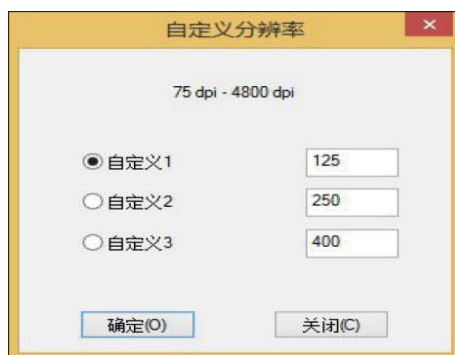 自定义分辨率
75 dpi - 4800 dpi
自定义1 125
自定义2 250
自定义3 400
确定(O) 关闭(C)